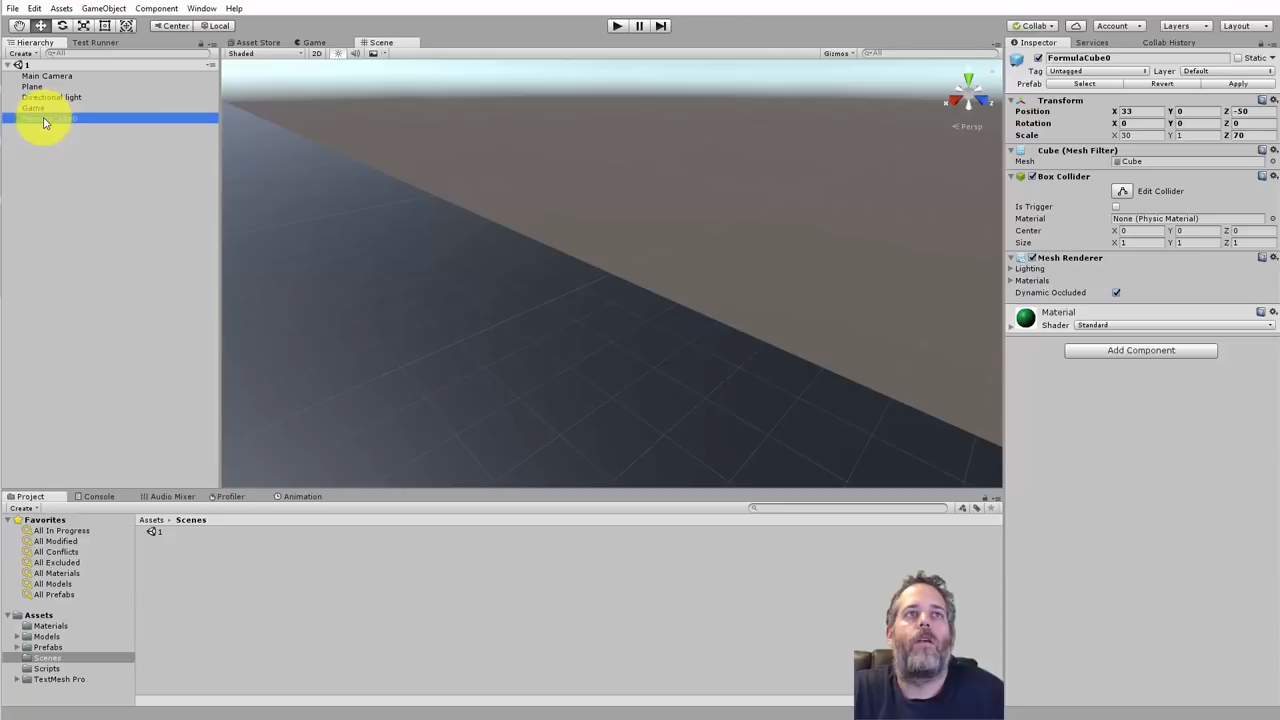 File Edit Assets GameObject Component Window Help
Center Local Collab Account Layers Layout
Hierarchy Test Runner
Create All
1
Main Camera
Plane
Directional light
Game
Asset Store Game Scene
Shaded 2D Gizmos All
Persp
x z
Inspector Services Collab History
FormulaCube0 Static
Tag Untagged Layer Default
Prefab Select Revert Apply
Transform
Position X 33 Y 0 Z -50
Rotation X 0 Y 0 Z 0
Scale X 30 Y 1 Z 70
Cube (Mesh Filter)
Mesh Cube
Box Collider
Edit Collider
Is Trigger
Material None (Physic Material)
Center X 0 Y 0 Z 0
Size X 1 Y 1 Z 1
Mesh Renderer
Lighting
Materials
Dynamic Occluded
Material
Shader Standard
Add Component
Project Console Audio Mixer Profiler Animation
Create
Favorites
All In Progress
All Modified
All Conflicts
All Excluded
All Materials
All Models
All Prefabs
Assets
Materials
Models
Prefabs
Scenes
Scripts
TextMesh Pro
Assets Scenes
1